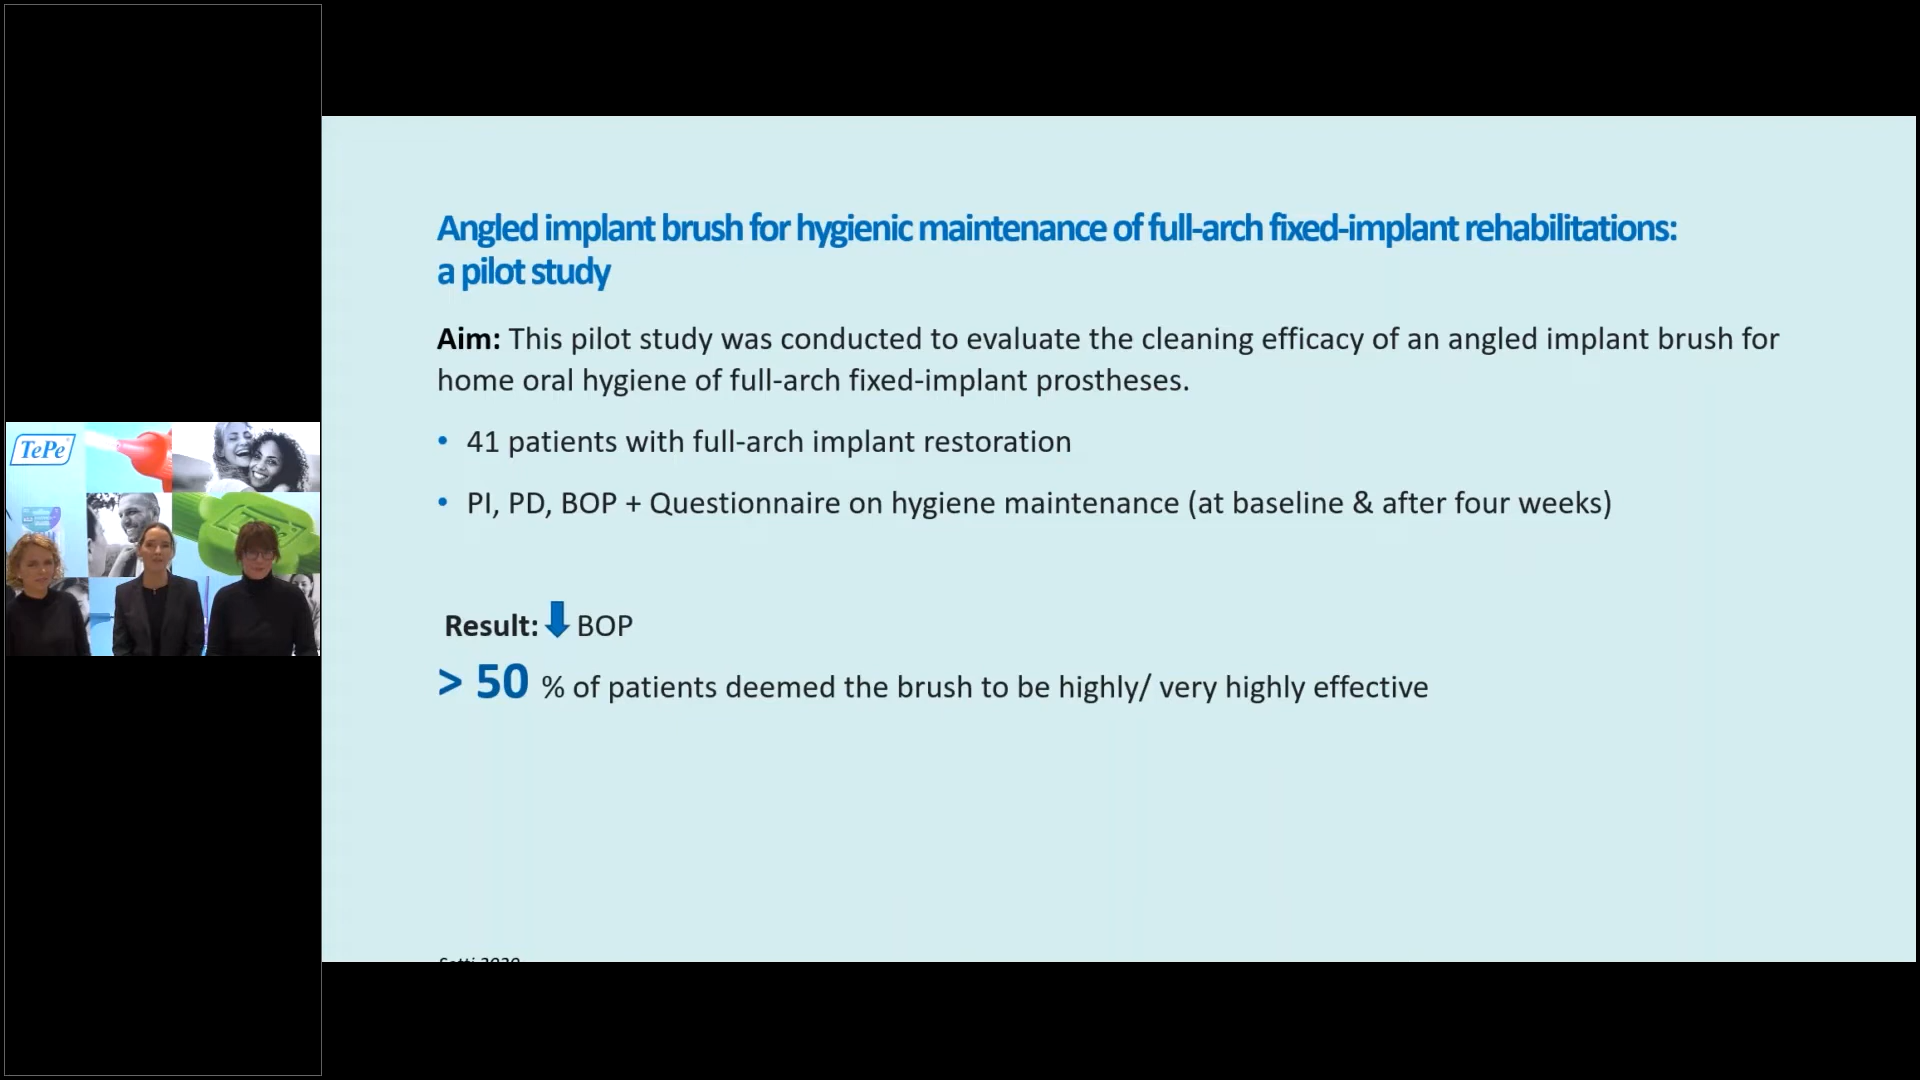 TePe
Angled implant brush for hygienic maintenance of full-arch fixed-implant rehabilitations:
a pilot study
Aim: This pilot study was conducted to evaluate the cleaning efficacy of an angled implant brush for
home oral hygiene of full-arch fixed-implant prostheses.
• 41 patients with full-arch implant restoration
• PI, PD, BOP + Questionnaire on hygiene maintenance (at baseline & after four weeks)
Result: BOP
> 50 % of patients deemed the brush to be highly/ very highly effective